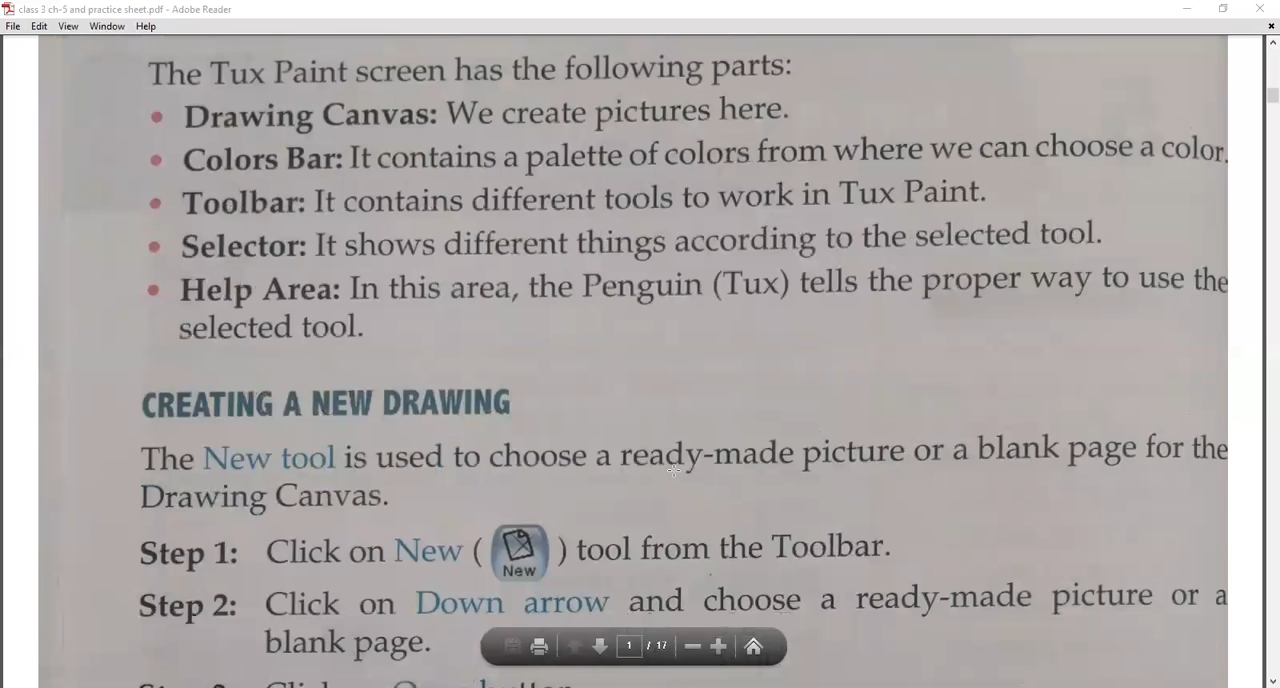 class 3 ch-5 and practice sheet.pdf - Adobe Reader
File Edit View Window Help
The Tux Paint screen has the following parts:
• Drawing Canvas: We create pictures here.
• Colors Bar: It contains a palette of colors from where we can choose a color.
• Toolbar: It contains different tools to work in Tux Paint.
• Selector: It shows different things according to the selected tool.
• Help Area: In this area, the Penguin (Tux) tells the proper way to use the
selected tool.
CREATING A NEW DRAWING
The New tool is used to choose a ready-made picture or a blank page for the
Drawing Canvas.
Step 1: Click on New ( New ) tool from the Toolbar.
Step 2: Click on Down arrow and choose a ready-made picture or a
blank page.
1 / 17